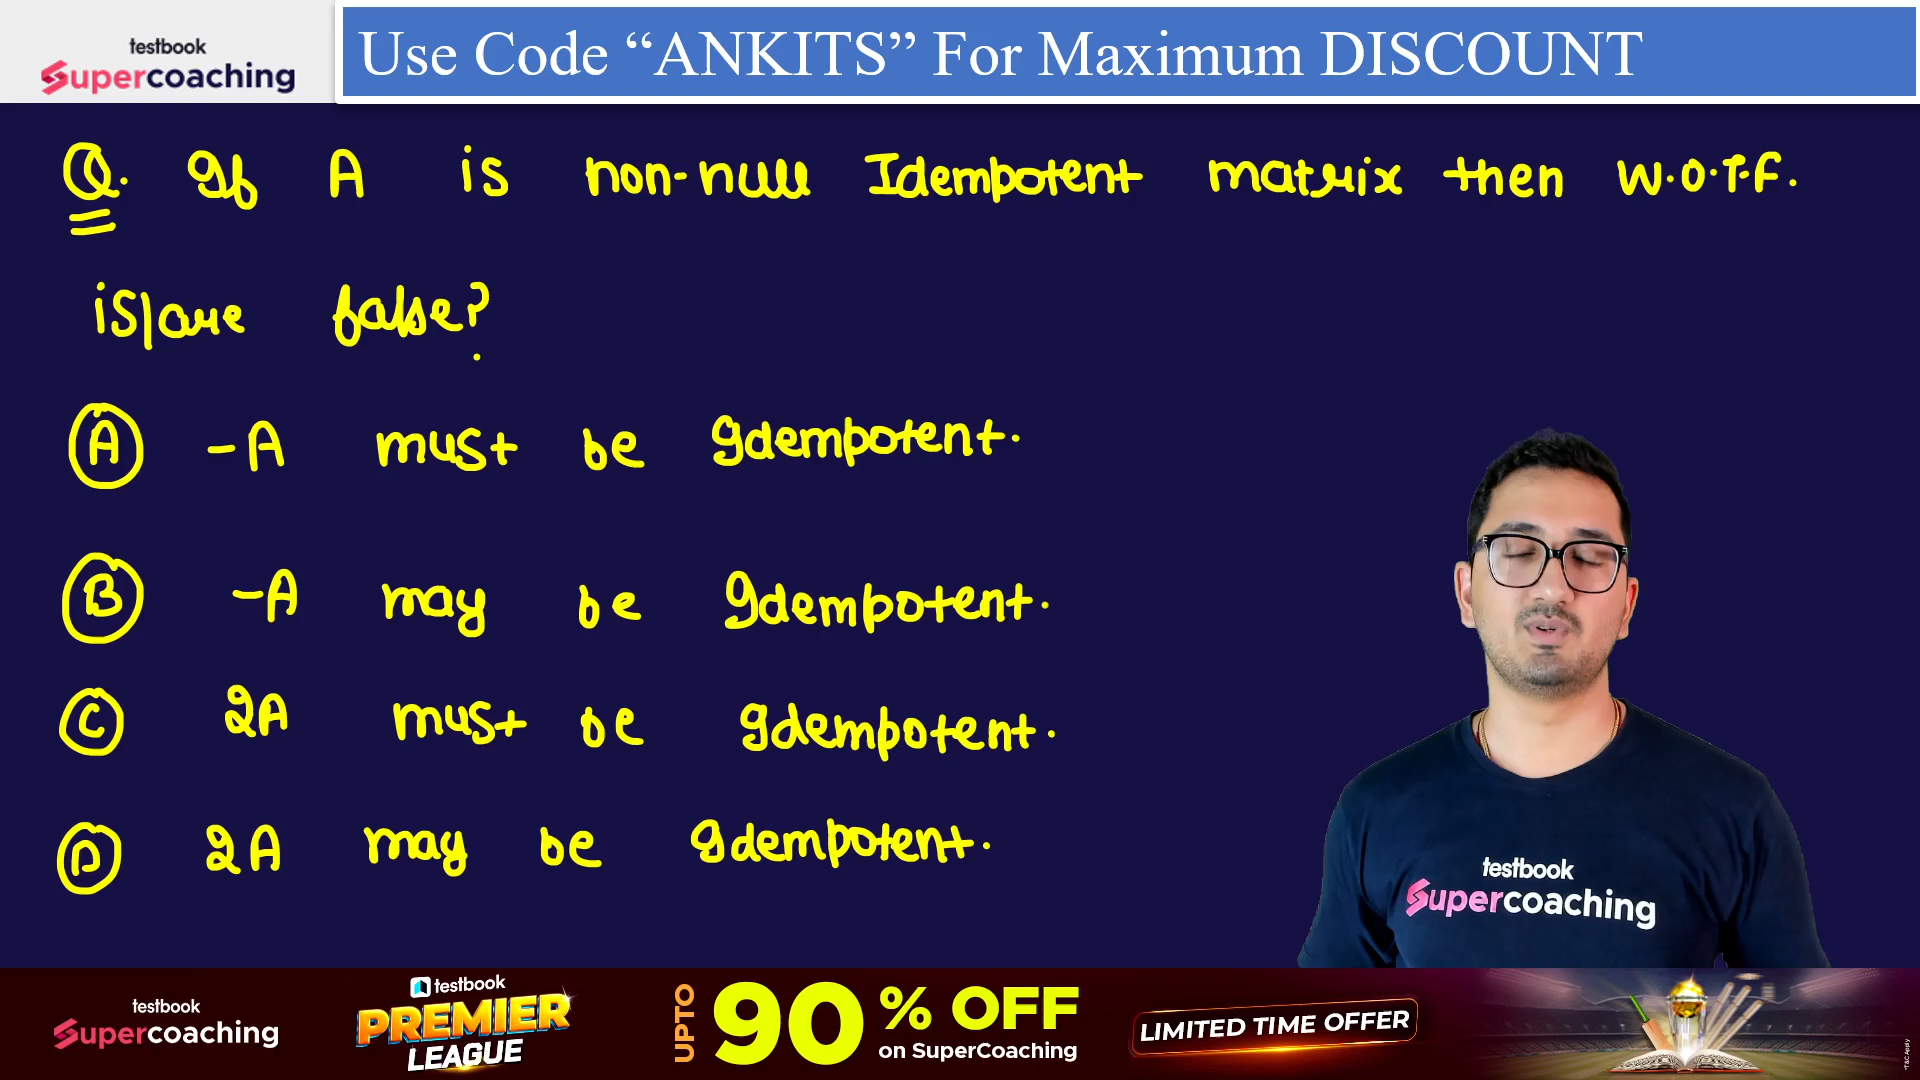 testbook
Supercoaching
Use Code “ANKITS” For Maximum DISCOUNT
Q. If A is non-null Idempotent matrix then W.O.T.F.
is/are false?
A -A must be Idempotent.
B -A may be Idempotent.
C 2A must be Idempotent.
D 2A may be Idempotent.
testbook
Supercoaching
testbook
Supercoaching
testbook
PREMIER
LEAGUE
UPTO 90% OFF
on SuperCoaching
LIMITED TIME OFFER
*T&C Apply